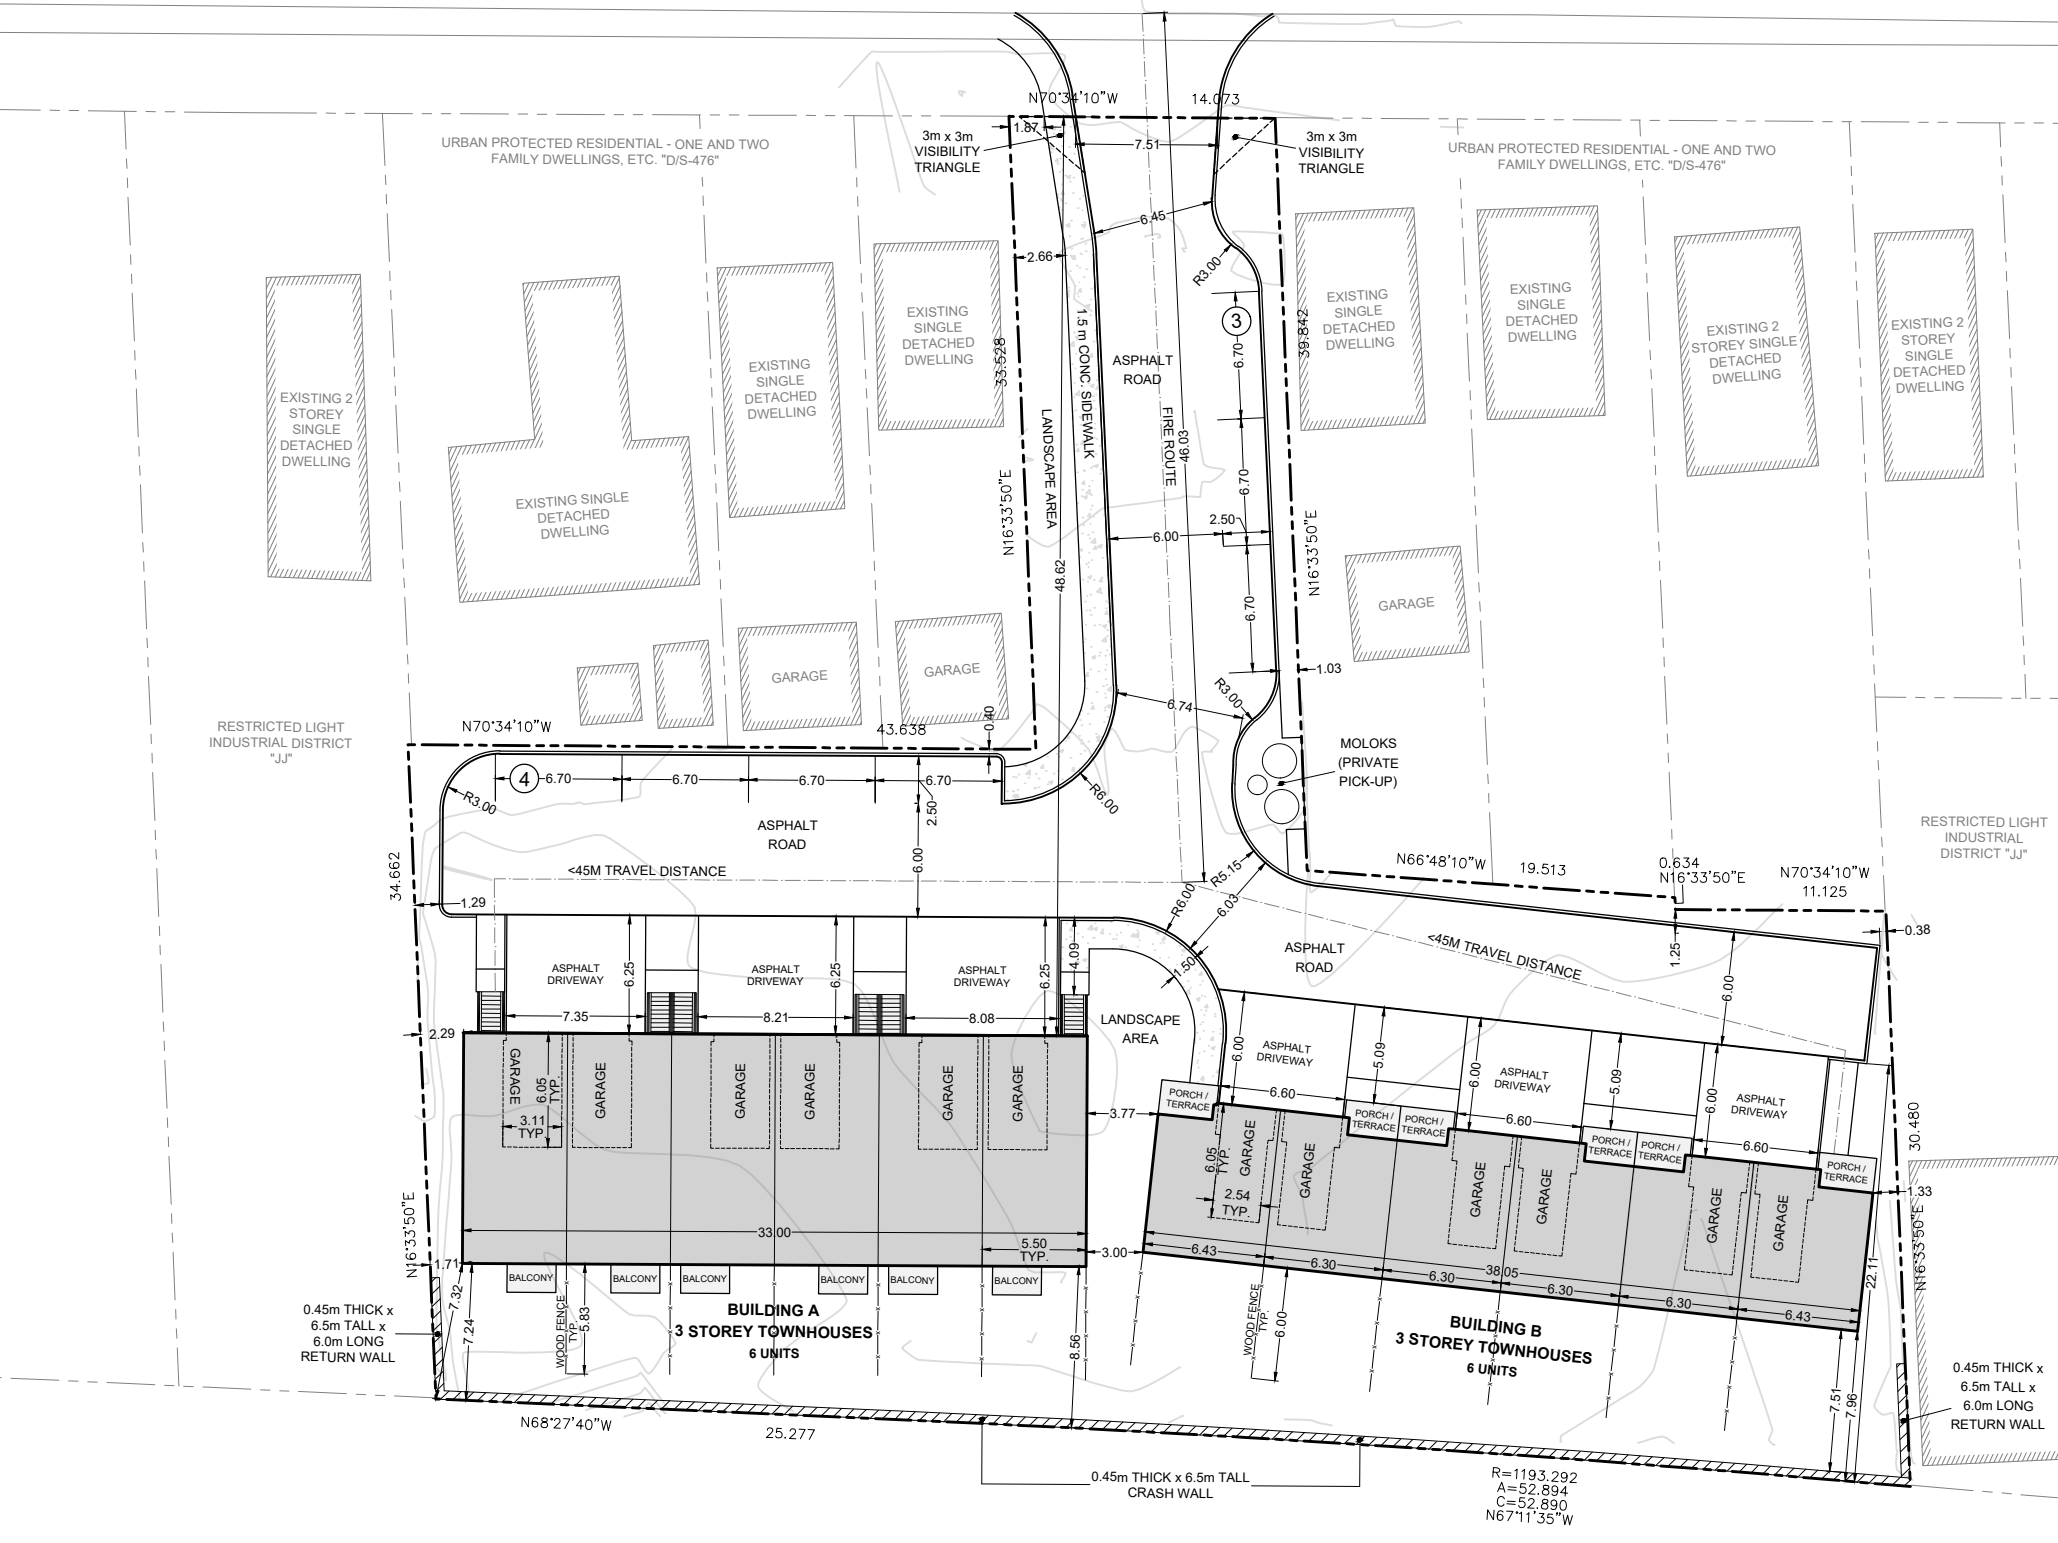 N70°34'10"W
14.073
1.87
3m x 3m
VISIBILITY
TRIANGLE
7.51
3m x 3m
VISIBILITY
TRIANGLE
URBAN PROTECTED RESIDENTIAL - ONE AND TWO
FAMILY DWELLINGS, ETC. "D/S-476"
URBAN PROTECTED RESIDENTIAL - ONE AND TWO
FAMILY DWELLINGS, ETC. "D/S-476"
6.45
2.66
R3.00
3
EXISTING 2
STOREY
SINGLE
DETACHED
DWELLING
EXISTING SINGLE
DETACHED
DWELLING
EXISTING
SINGLE
DETACHED
DWELLING
EXISTING
SINGLE
DETACHED
DWELLING
33.528
39.842
EXISTING
SINGLE
DETACHED
DWELLING
EXISTING
SINGLE
DETACHED
DWELLING
EXISTING 2
STOREY SINGLE
DETACHED
DWELLING
EXISTING 2
STOREY
SINGLE
DETACHED
DWELLING
ASPHALT
ROAD
1.5 m CONC. SIDEWALK
LANDSCAPE AREA
FIRE ROUTE
46.03
48.62
6.70
6.70
6.70
2.50
6.00
N16°33'50"E
N16°33'50"E
GARAGE
GARAGE
GARAGE
1.03
R3.00
6.74
RESTRICTED LIGHT
INDUSTRIAL DISTRICT
"JJ"
N70°34'10"W
43.638
0.40
4
6.70
6.70
6.70
6.70
R3.00
2.50
R6.00
MOLOKS
(PRIVATE
PICK-UP)
ASPHALT
ROAD
6.00
<45M TRAVEL DISTANCE
34.662
1.29
R5.15
R6.00
6.03
N66°48'10"W
19.513
0.634
N16°33'50"E
N70°34'10"W
11.125
RESTRICTED LIGHT
INDUSTRIAL
DISTRICT "JJ"
0.38
1.25
<45M TRAVEL DISTANCE
ASPHALT
ROAD
6.00
ASPHALT
DRIVEWAY
6.25
ASPHALT
DRIVEWAY
6.25
ASPHALT
DRIVEWAY
6.25
4.09
1.50
7.35
8.21
8.08
2.29
LANDSCAPE
AREA
6.00
ASPHALT
DRIVEWAY
5.09
6.00
ASPHALT
DRIVEWAY
5.09
6.00
ASPHALT
DRIVEWAY
6.60
6.60
6.60
PORCH /
TERRACE
PORCH /
TERRACE
PORCH /
TERRACE
PORCH /
TERRACE
PORCH /
TERRACE
PORCH /
TERRACE
GARAGE
6.05
TYP.
3.11
TYP.
GARAGE
GARAGE
GARAGE
GARAGE
GARAGE
3.77
6.05
TYP.
2.54
TYP.
GARAGE
GARAGE
GARAGE
GARAGE
GARAGE
GARAGE
30.480
1.33
N16°33'50"E
22.11
N16°33'50"E
33.00
5.50
TYP.
3.00
6.43
6.30
38.05
6.30
6.30
6.30
6.43
1.71
BALCONY
BALCONY
BALCONY
BALCONY
BALCONY
BALCONY
7.32
7.24
WOOD FENCE
TYP.
5.83
BUILDING A
3 STOREY TOWNHOUSES
6 UNITS
8.56
WOOD FENCE
TYP.
6.00
BUILDING B
3 STOREY TOWNHOUSES
6 UNITS
7.51
7.96
0.45m THICK x
6.5m TALL x
6.0m LONG
RETURN WALL
0.45m THICK x
6.5m TALL x
6.0m LONG
RETURN WALL
N68°27'40"W
25.277
0.45m THICK x 6.5m TALL
CRASH WALL
R=1193.292
A=52.894
C=52.890
N67°11'35"W